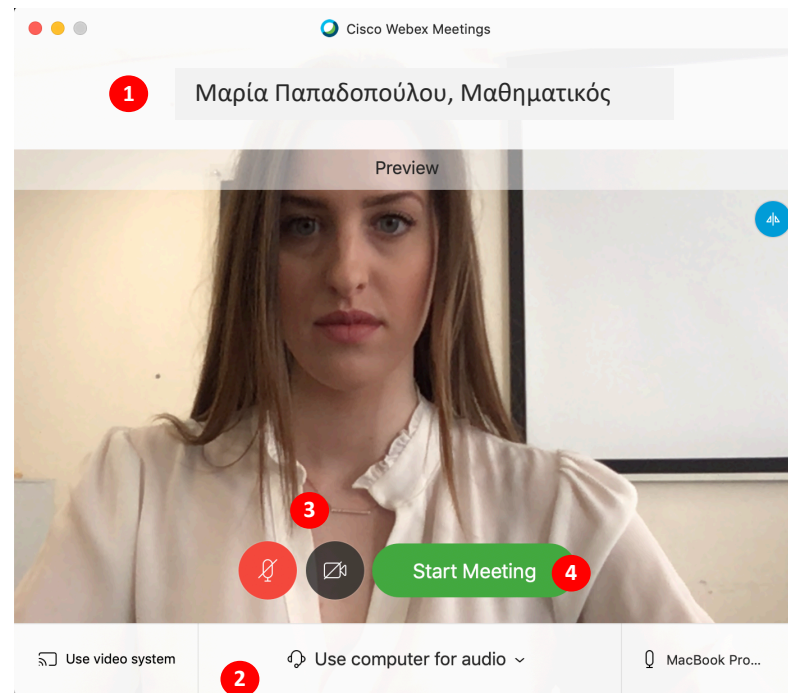 Cisco Webex Meetings
1
Μαρία Παπαδοπούλου, Μαθηματικός
Preview
3
Start Meeting
4
Use video system
Use computer for audio
MacBook Pro...
2